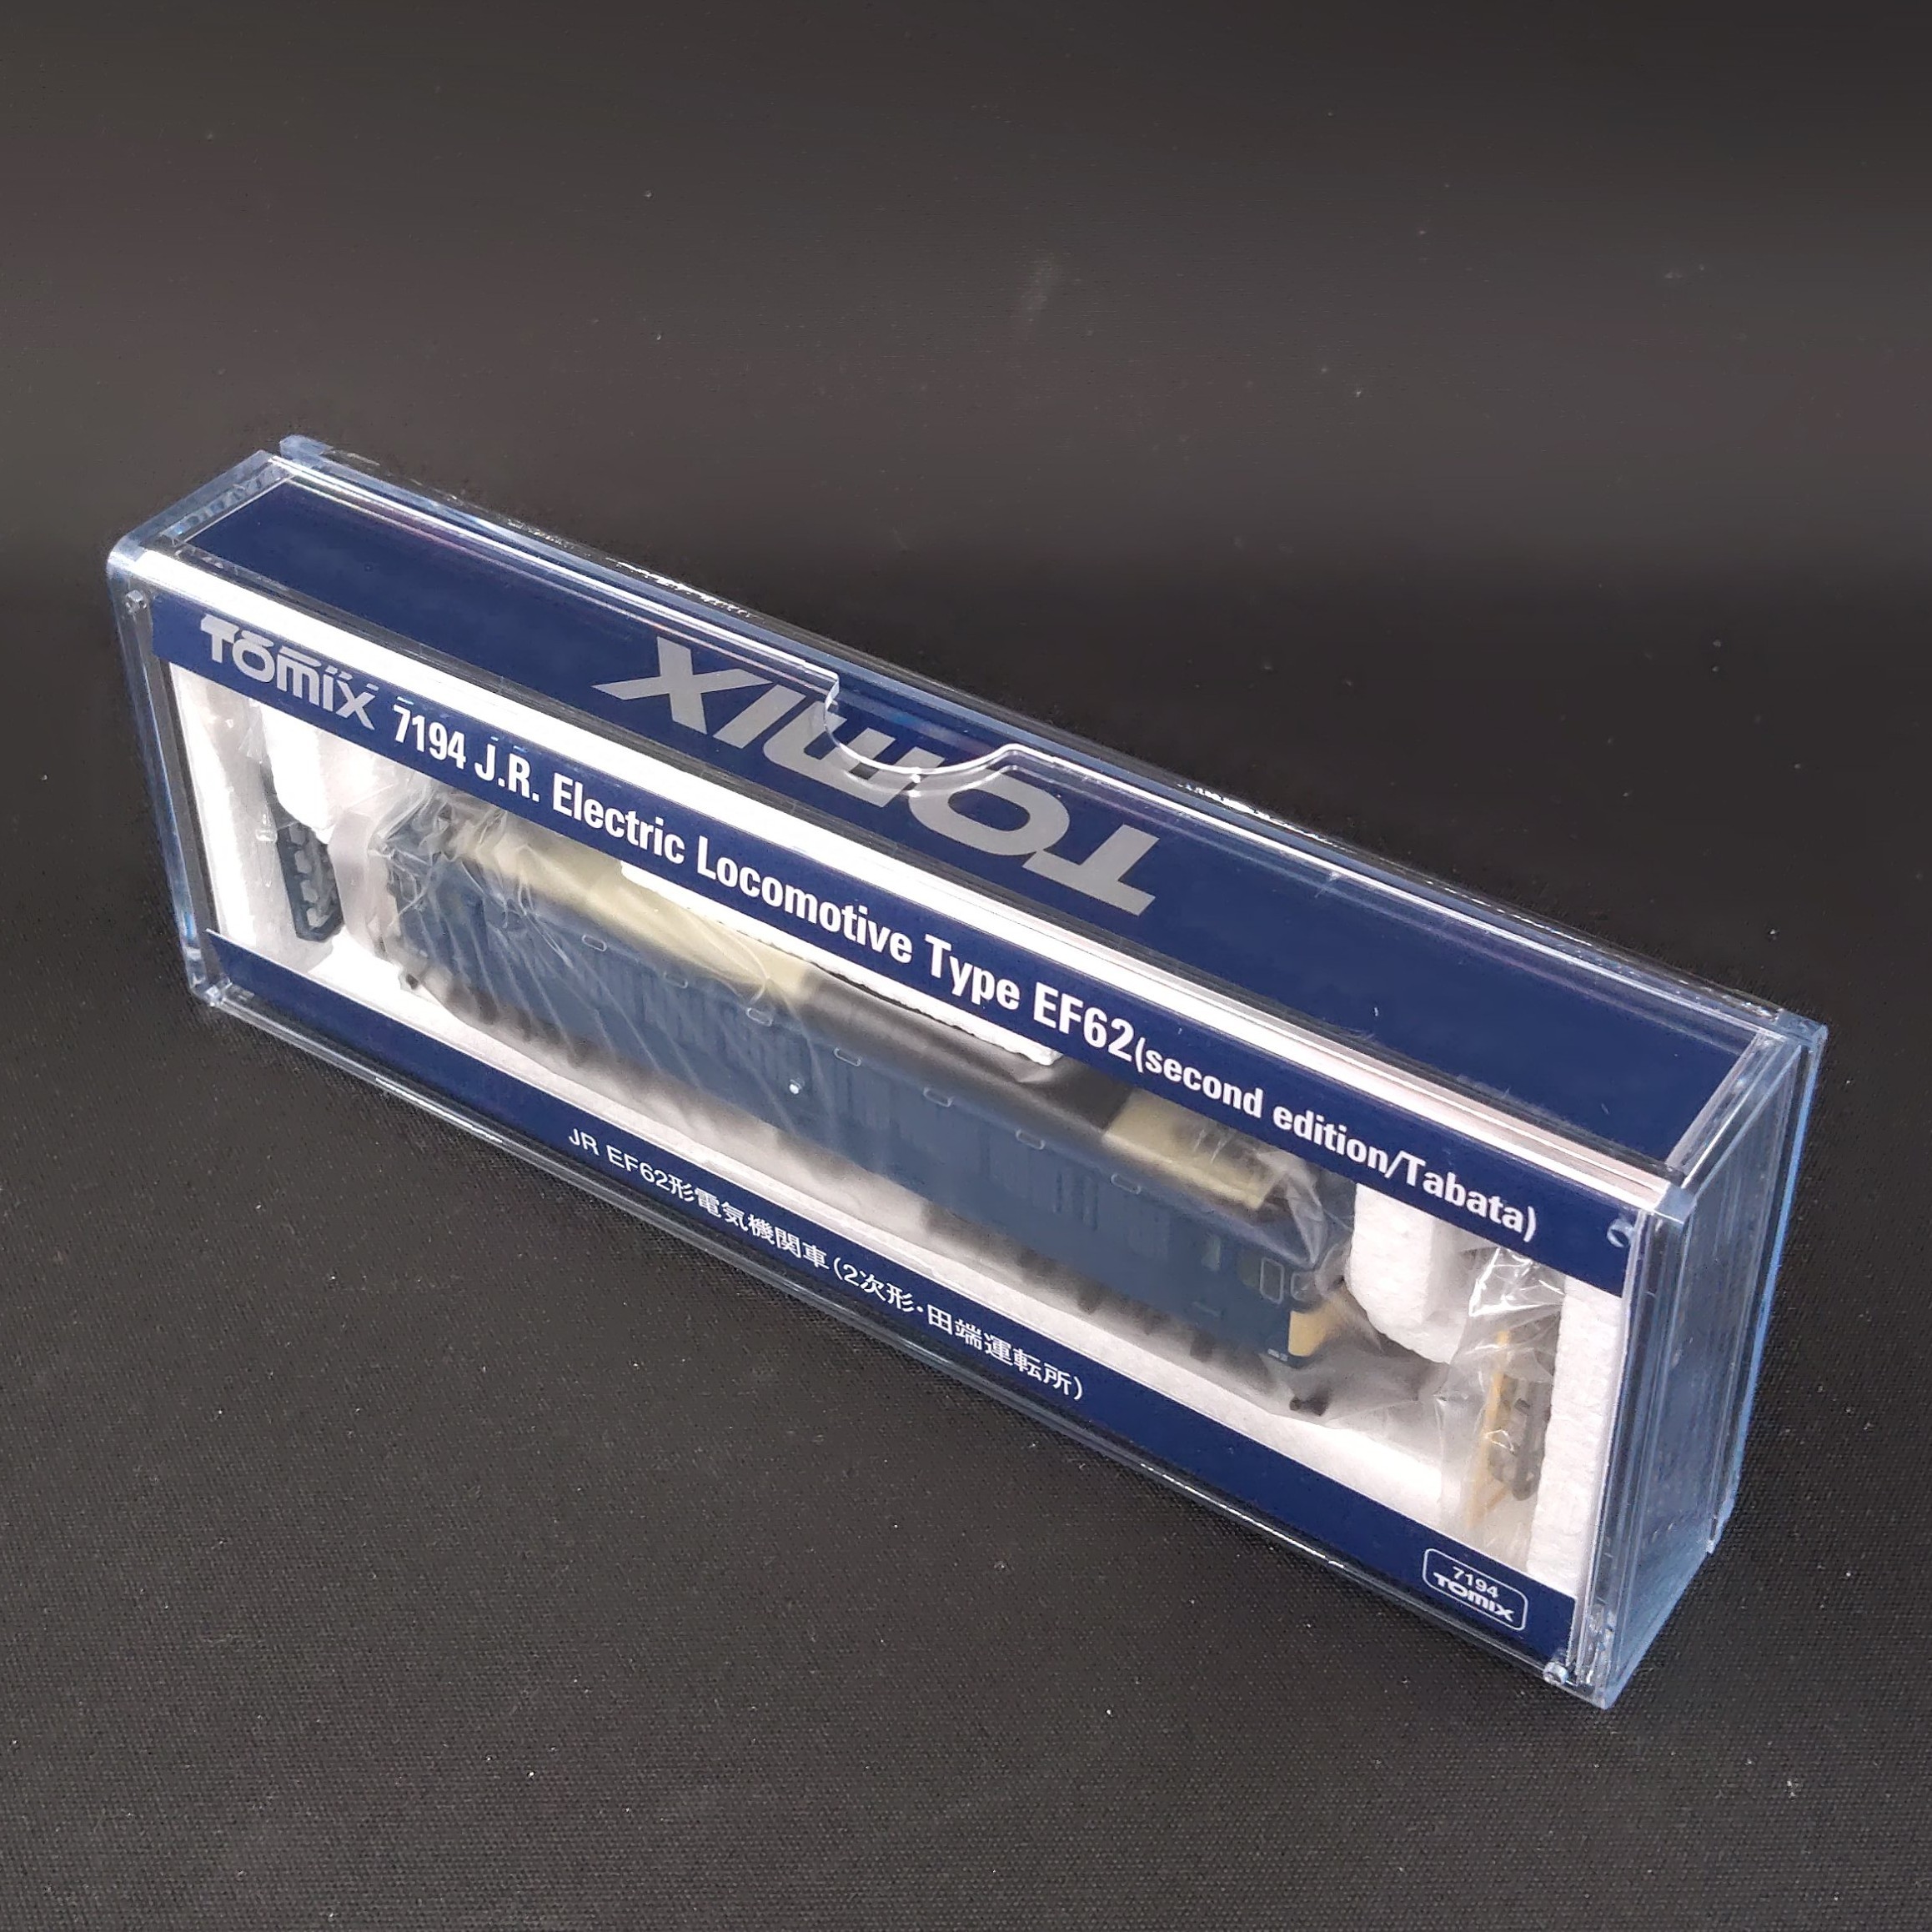 TOMIX
TOMIX 7194 J.R. Electric Locomotive Type EF62(second edition/Tabata)
JR EF62形電気機関車(2次形・田端運転所)
7194
TOMIX